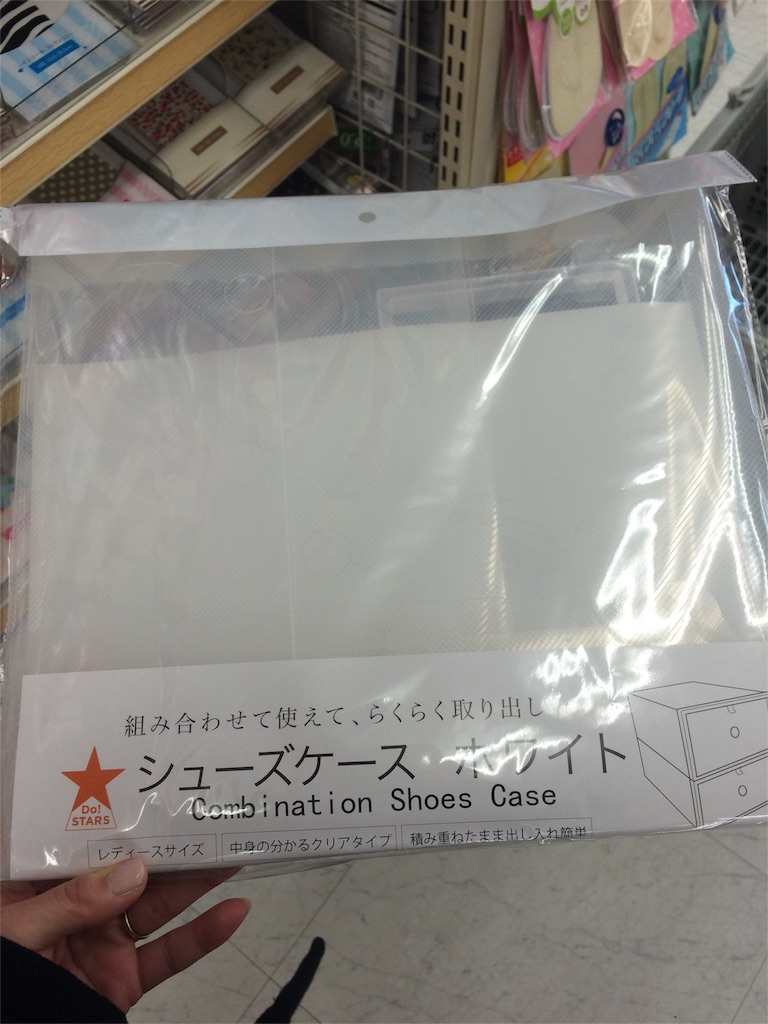 組み合わせて使えて、らくらく取り出し
シューズケース ホワイト
Combination Shoes Case
Do!
STARS
レディースサイズ 中身の分かるクリアタイプ 積み重ねたまま出し入れ簡単